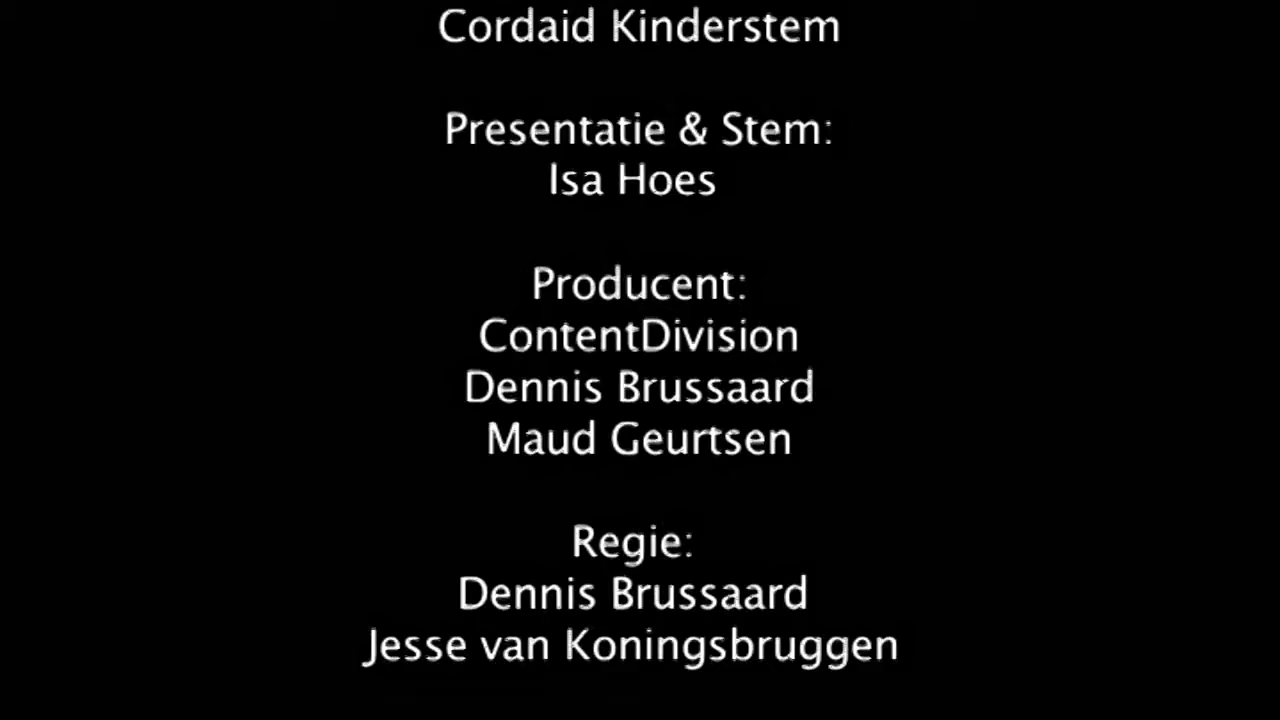 Cordaid Kinderstem
Presentatie & Stem:
Isa Hoes
Producent:
ContentDivision
Dennis Brussaard
Maud Geurtsen
Regie:
Dennis Brussaard
Jesse van Koningsbruggen